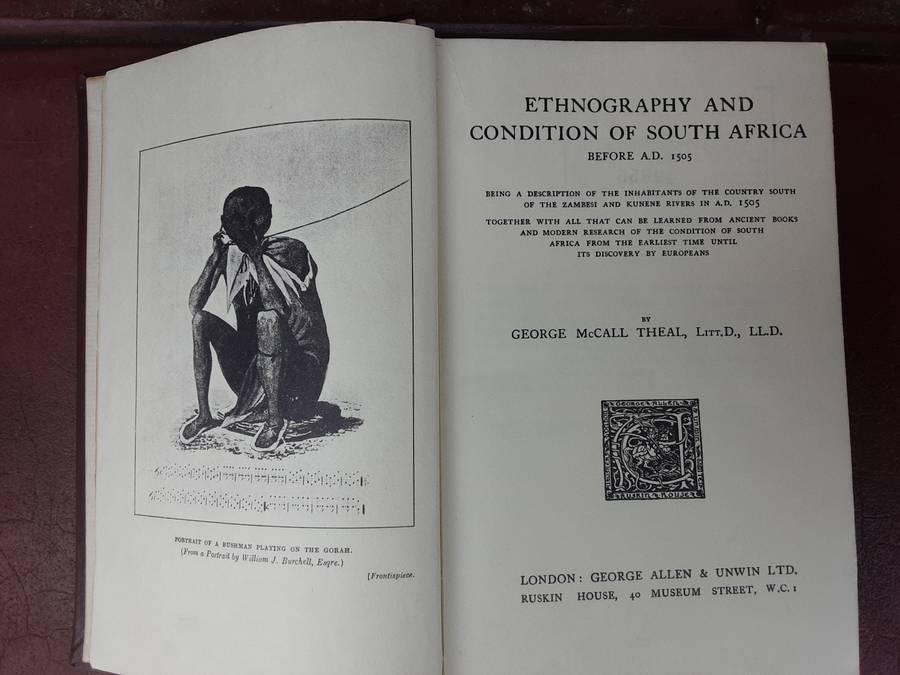 PORTRAIT OF A BUSHMAN PLAYING ON THE GORAH.
(From a Portrait by William J. Burchell, Esqre.)
[Frontispiece.
ETHNOGRAPHY AND
CONDITION OF SOUTH AFRICA
BEFORE A.D. 1505
BEING A DESCRIPTION OF THE INHABITANTS OF THE COUNTRY SOUTH
OF THE ZAMBESI AND KUNENE RIVERS IN A.D. 1505
TOGETHER WITH ALL THAT CAN BE LEARNED FROM ANCIENT BOOKS
AND MODERN RESEARCH OF THE CONDITION OF SOUTH
AFRICA FROM THE EARLIEST TIME UNTIL
ITS DISCOVERY BY EUROPEANS
BY
GEORGE McCALL THEAL, Litt.D., LL.D.
GEORGE ALLEN
RUSKIN HOUSE
LONDON: GEORGE ALLEN & UNWIN LTD.
RUSKIN HOUSE, 40 MUSEUM STREET, W.C. 1